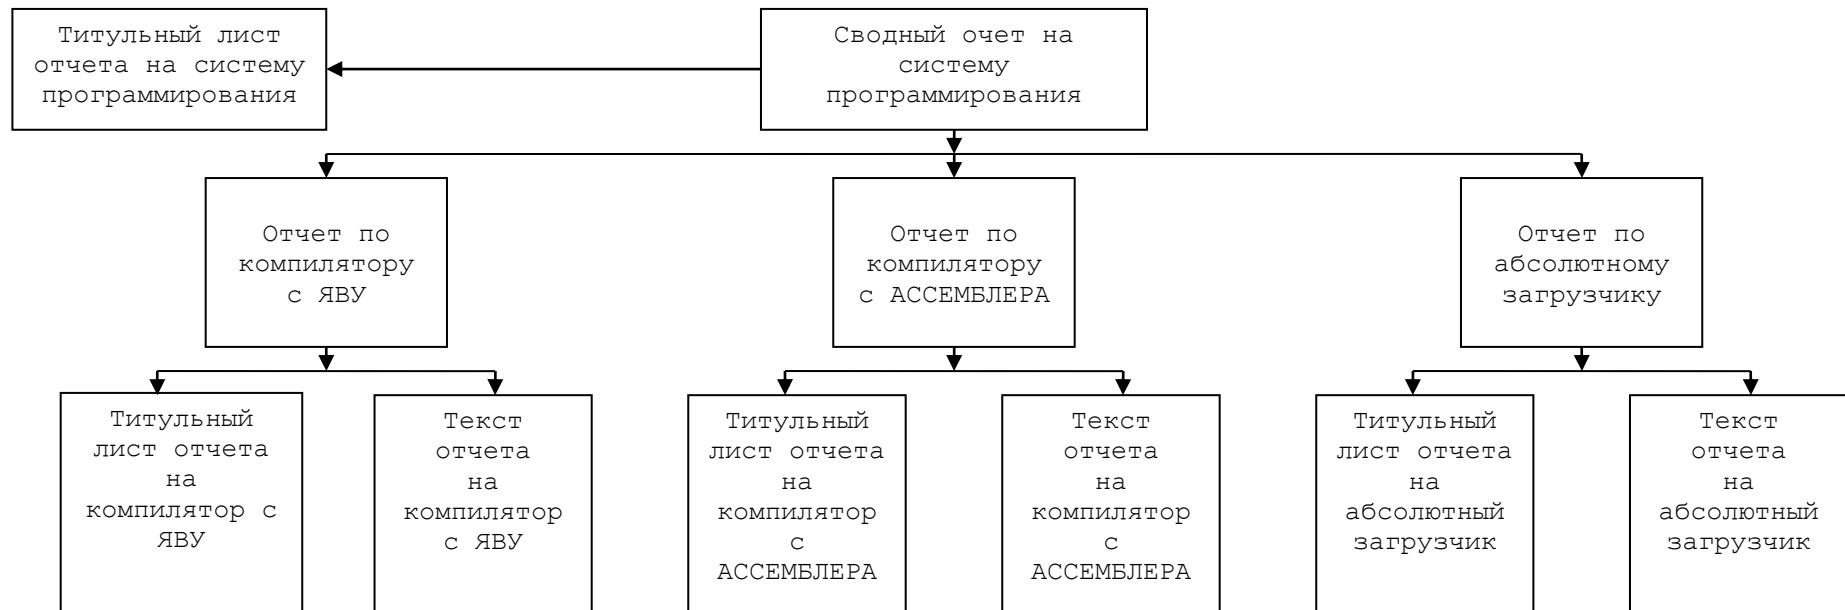 Титульный лист
отчета на систему
программирования
Сводный очет на
систему
программирования
Отчет по
компилятору
с ЯВУ
Отчет по
компилятору
с АССЕМБЛЕРА
Отчет по
абсолютному
загрузчику
Титульный
лист отчета
на
компилятор с
ЯВУ
Текст
отчета
на
компилятор
с ЯВУ
Титульный
лист отчета
на
компилятор
с
АССЕМБЛЕРА
Текст
отчета
на
компилятор
с
АССЕМБЛЕРА
Титульный
лист отчета
на
абсолютный
загрузчик
Текст
отчета
на
абсолютный
загрузчик